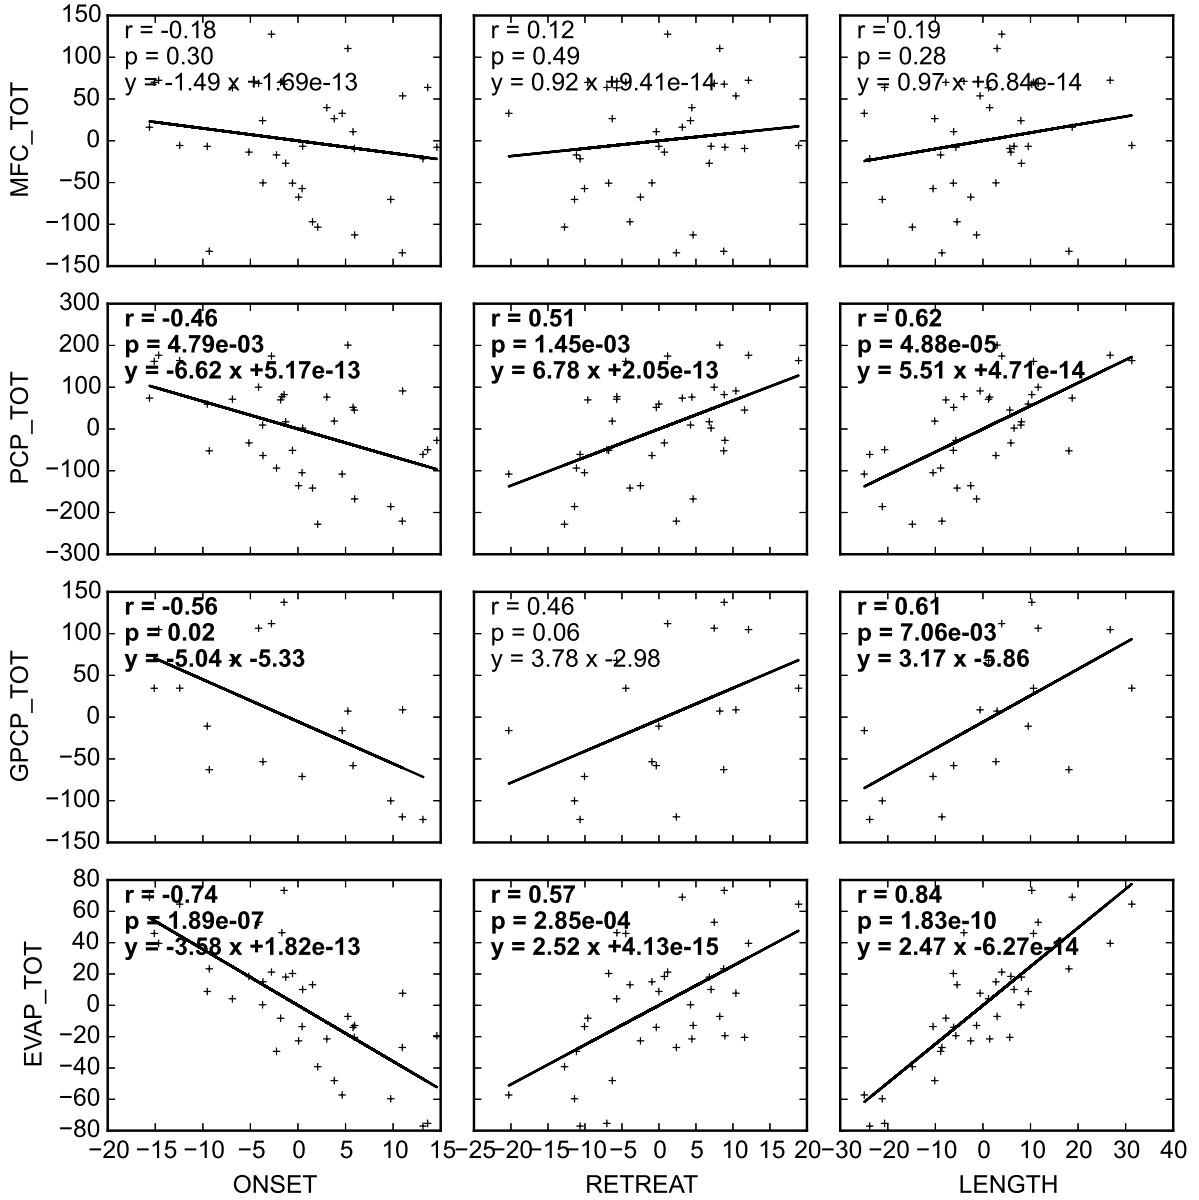 150
100
50
0
−50
−100
−150
MFC_TOT
r = -0.18
p = 0.30
y = -1.49 x +1.69e-13
r = 0.12
p = 0.49
y = 0.92 x +9.41e-14
r = 0.19
p = 0.28
y = 0.97 x +6.84e-14
300
200
100
0
−100
−200
−300
PCP_TOT
r = -0.46
p = 4.79e-03
y = -6.62 x +5.17e-13
r = 0.51
p = 1.45e-03
y = 6.78 x +2.05e-13
r = 0.62
p = 4.88e-05
y = 5.51 x +4.71e-14
150
100
50
0
−50
−100
−150
GPCP_TOT
r = -0.56
p = 0.02
y = -5.04 x -5.33
r = 0.46
p = 0.06
y = 3.78 x -2.98
r = 0.61
p = 7.06e-03
y = 3.17 x -5.86
80
60
40
20
0
−20
−40
−60
−80
EVAP_TOT
r = -0.74
p = 1.89e-07
y = -3.58 x +1.82e-13
r = 0.57
p = 2.85e-04
y = 2.52 x +4.13e-15
r = 0.84
p = 1.83e-10
y = 2.47 x -6.27e-14
−20 −15 −10 −5 0 5 10 15
−25 −20 −15 −10 −5 0 5 10 15 20
−30 −20 −10 0 10 20 30 40
ONSET
RETREAT
LENGTH